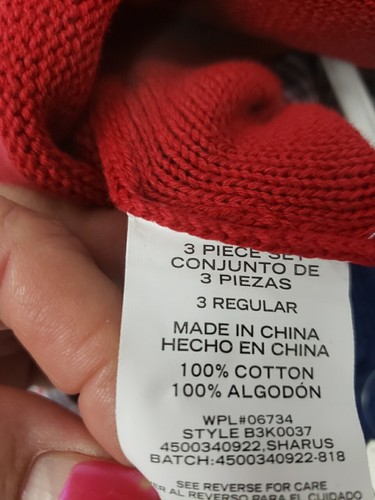 3 PIECE SET
CONJUNTO DE
3 PIEZAS
3 REGULAR
MADE IN CHINA
HECHO EN CHINA
100% COTTON
100% ALGODÓN
WPL#06734
STYLE B3K0037
4500340922,SHARUS
BATCH:4500340922-818
SEE REVERSE FOR CARE
AL REVERSO PARA EL CUIDADO